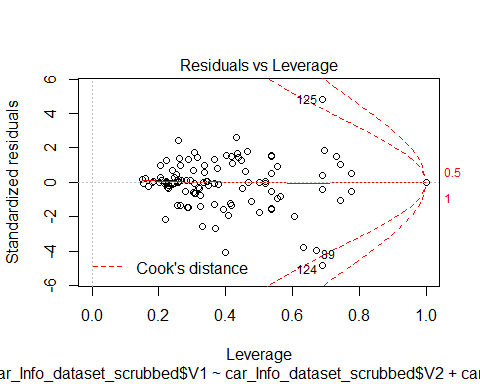 Residuals vs Leverage
Standardized residuals
6
4
2
0
-2
-4
-6
125
89
124
0.5
1
Cook's distance
0.0 0.2 0.4 0.6 0.8 1.0
Leverage
ar_Info_dataset_scrubbed$V1 ~ car_Info_dataset_scrubbed$V2 + car